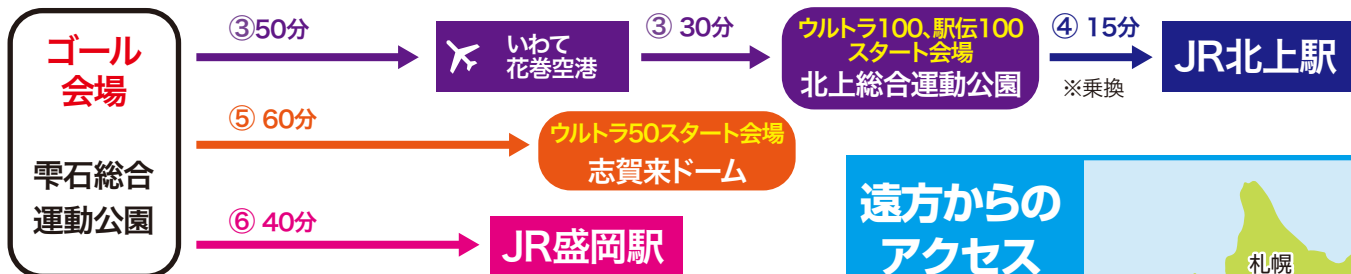 ゴール
会場
雫石総合
運動公園
③50分
いわて
花巻空港
③ 30分
ウルトラ100、駅伝100
スタート会場
北上総合運動公園
④ 15分
※乗換
JR北上駅
⑤ 60分
ウルトラ50スタート会場
志賀来ドーム
⑥ 40分
JR盛岡駅
遠方からの
アクセス
札幌